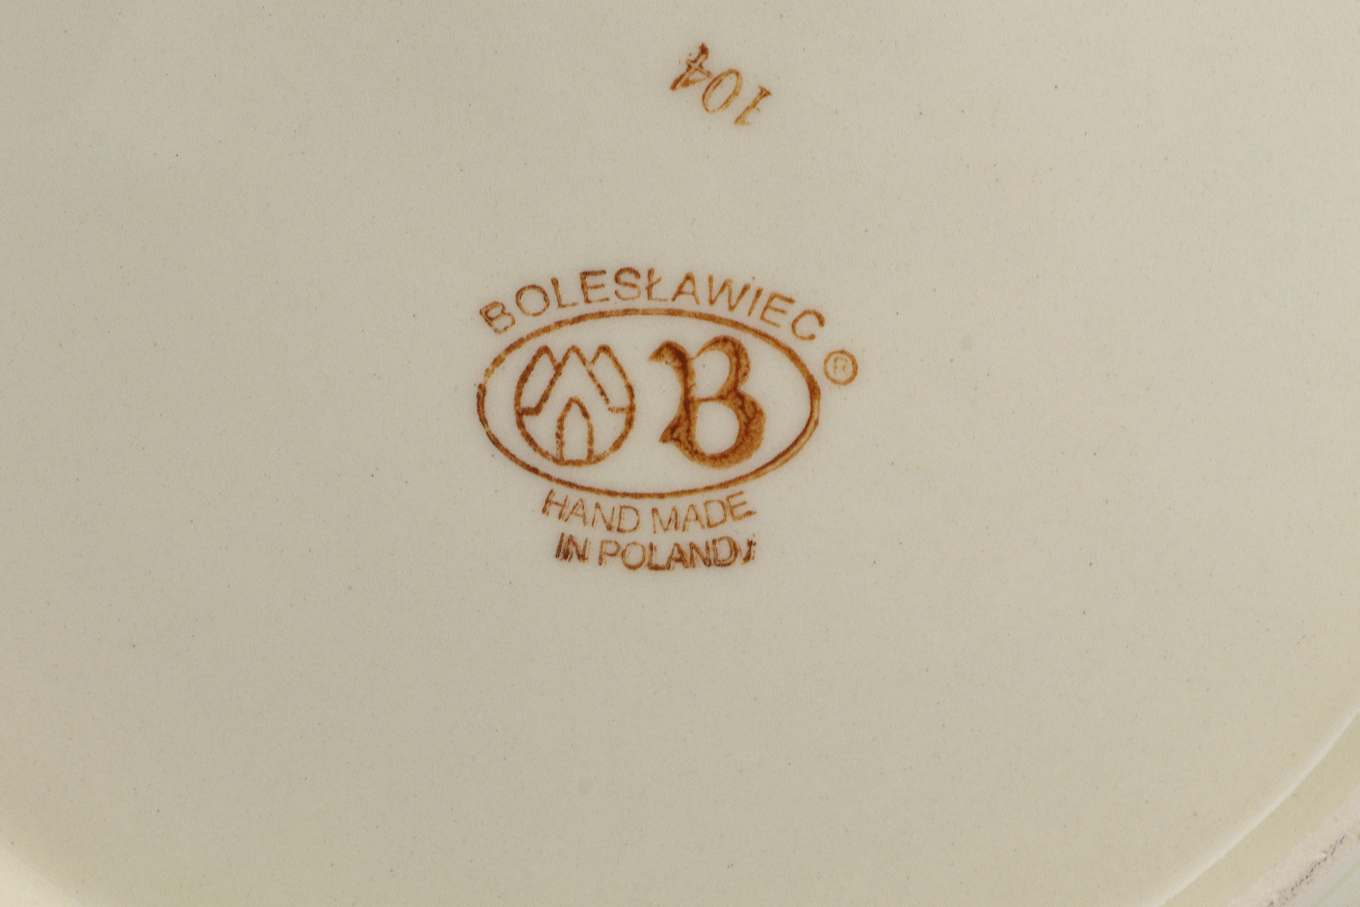 104
BOLESŁAWIEC
B ®
HAND MADE
IN POLAND